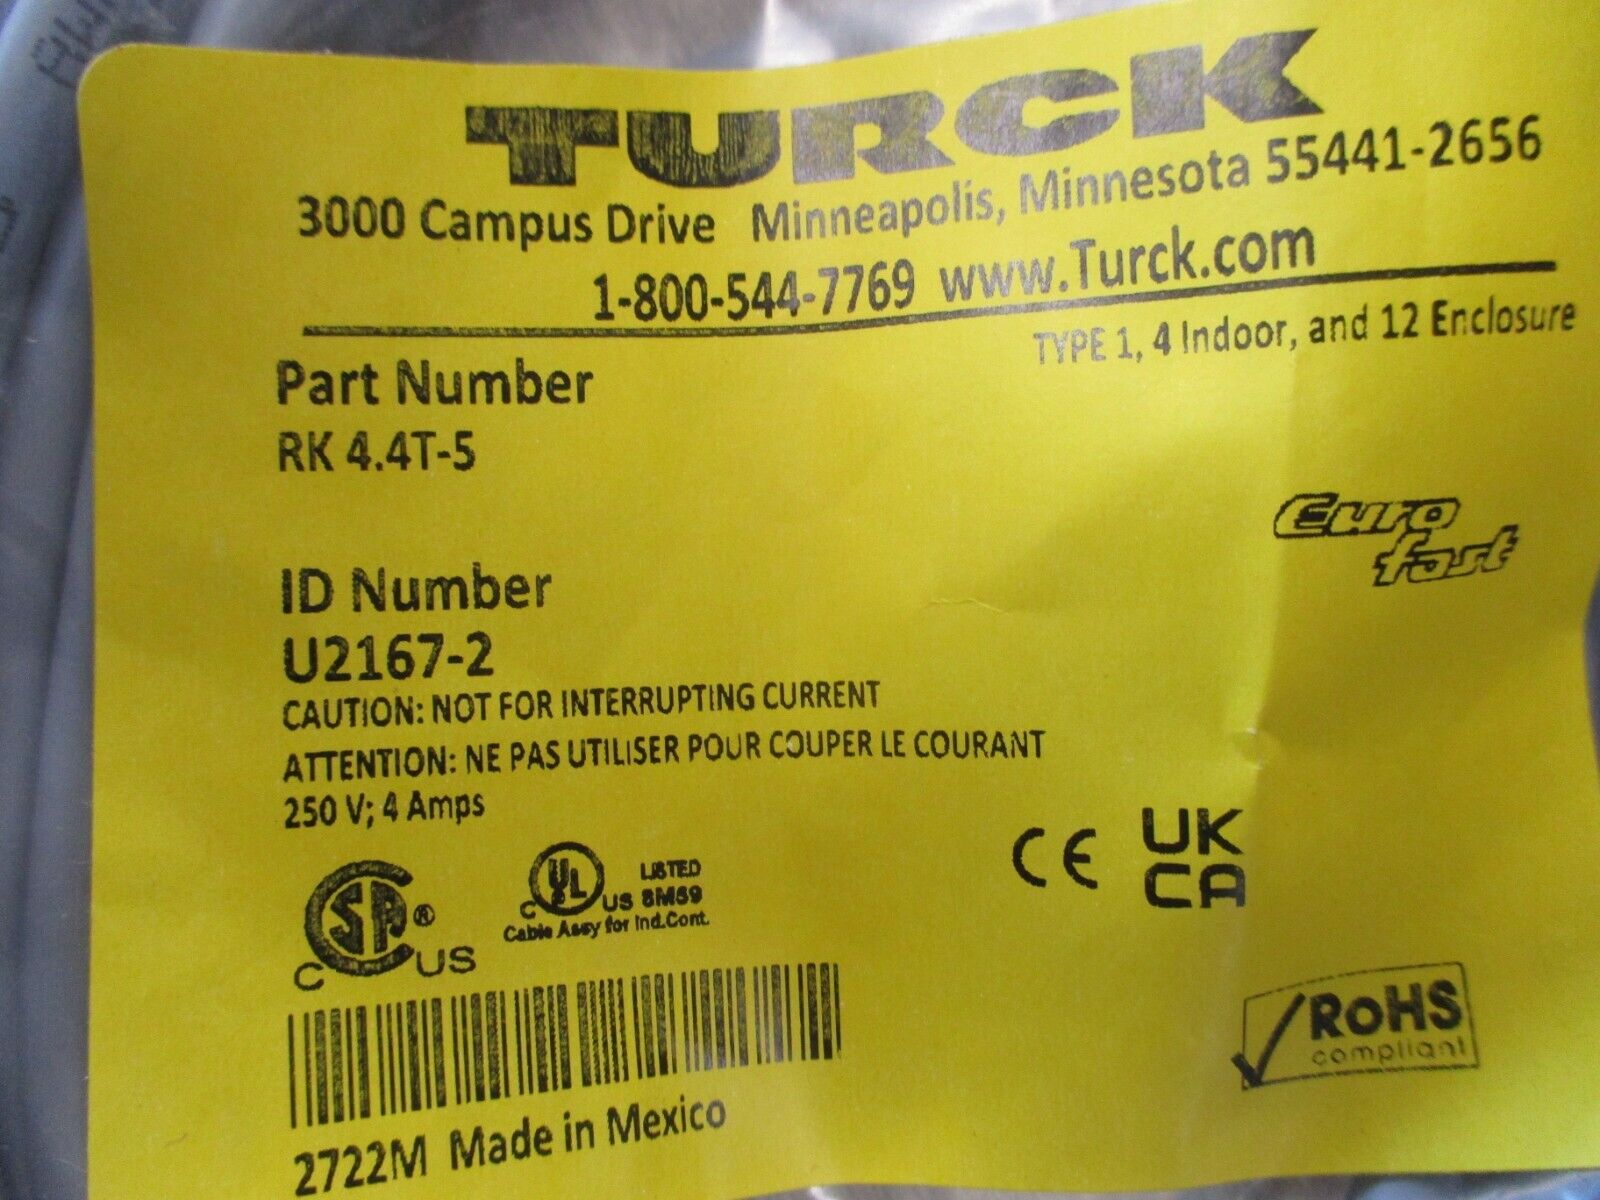 TURCK
3000 Campus Drive Minneapolis, Minnesota 55441-2656
1-800-544-7769 www.Turck.com
TYPE 1, 4 Indoor, and 12 Enclosure
Part Number
RK 4.4T-5
Euro
fast
ID Number
U2167-2
CAUTION: NOT FOR INTERRUPTING CURRENT
ATTENTION: NE PAS UTILISER POUR COUPER LE COURANT
250 V; 4 Amps
CE UK
CA
C SP® US
C UL US LISTED
8M69
Cable Assy for Ind.Cont.
RoHS
compliant
2722M Made in Mexico